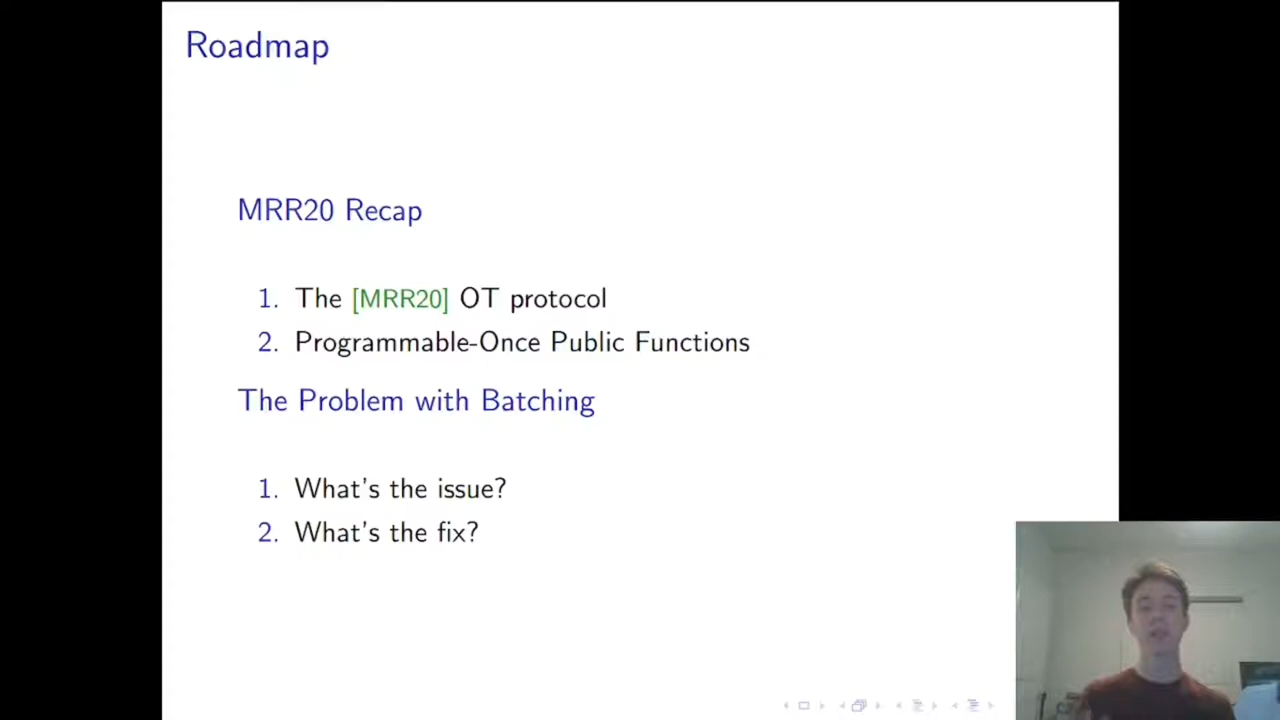 Roadmap
MRR20 Recap
1. The [MRR20] OT protocol
2. Programmable-Once Public Functions
The Problem with Batching
1. What's the issue?
2. What's the fix?